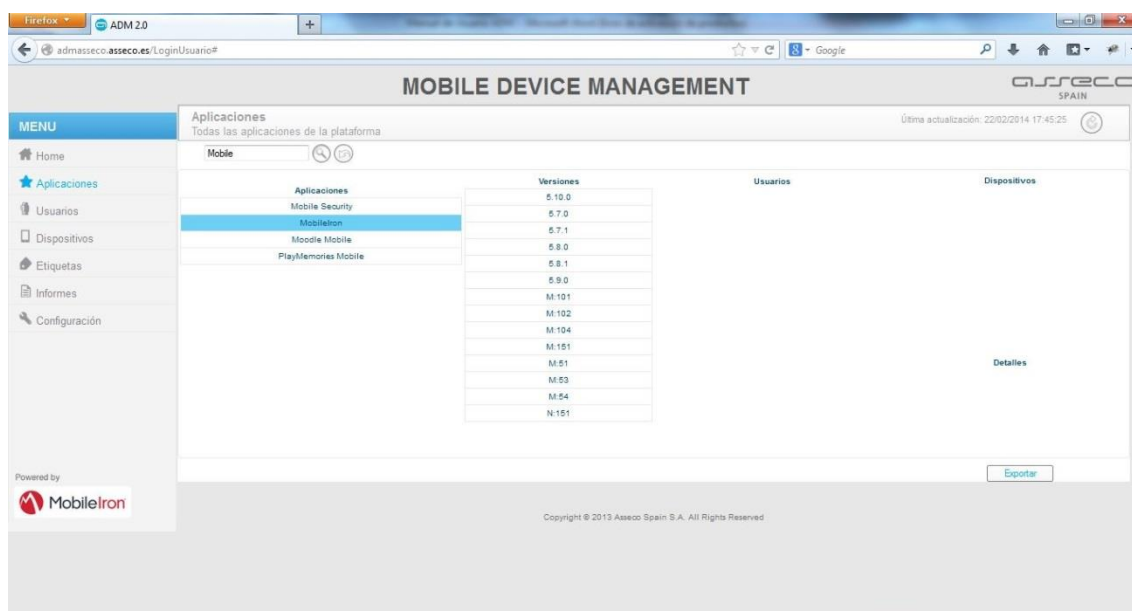 Firefox
ADM 2.0
admasseco.asseco.es/LoginUsuario#
Google
MOBILE DEVICE MANAGEMENT
asseco
SPAIN
MENU
Home
Aplicaciones
Usuarios
Dispositivos
Etiquetas
Informes
Configuración
Aplicaciones
Todas las aplicaciones de la plataforma
Útima actualización: 22/02/2014 17:45:25
Mobile
Aplicaciones
Mobile Security
MobileIron
Moodle Mobile
PlayMemories Mobile
Versiones
5.10.0
5.7.0
5.7.1
5.8.0
5.8.1
5.9.0
M:101
M:102
M:104
M:151
M:51
M:53
M:54
N:151
Usuarios
Dispositivos
Detalles
Exportar
Powered by
MobileIron
Copyright © 2013 Asseco Spain S.A. All Rights Reserved